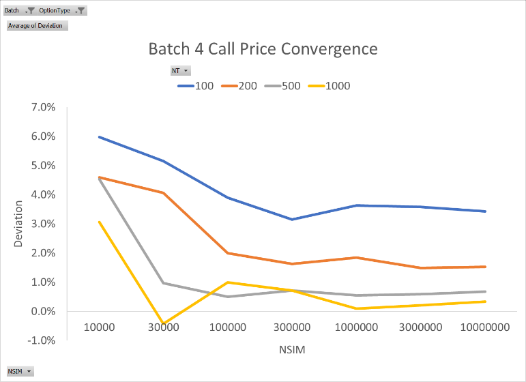 Batch OptionType
Average of Deviation
Batch 4 Call Price Convergence
NT
100 200 500 1000
7.0%
6.0%
5.0%
4.0%
3.0%
2.0%
1.0%
0.0%
-1.0%
Deviation
10000 30000 100000 300000 1000000 3000000 10000000
NSIM
NSIM